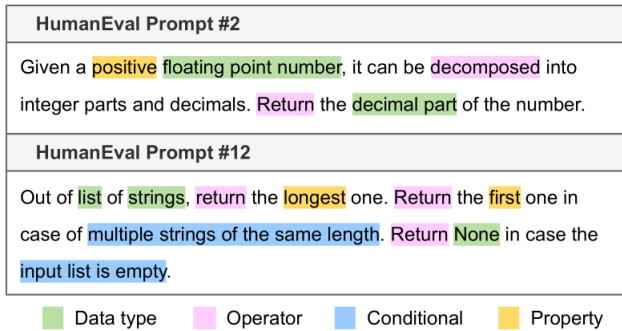 HumanEval Prompt #2
Given a positive floating point number, it can be decomposed into
integer parts and decimals. Return the decimal part of the number.
HumanEval Prompt #12
Out of list of strings, return the longest one. Return the first one in
case of multiple strings of the same length. Return None in case the
input list is empty.
Data type Operator Conditional Property